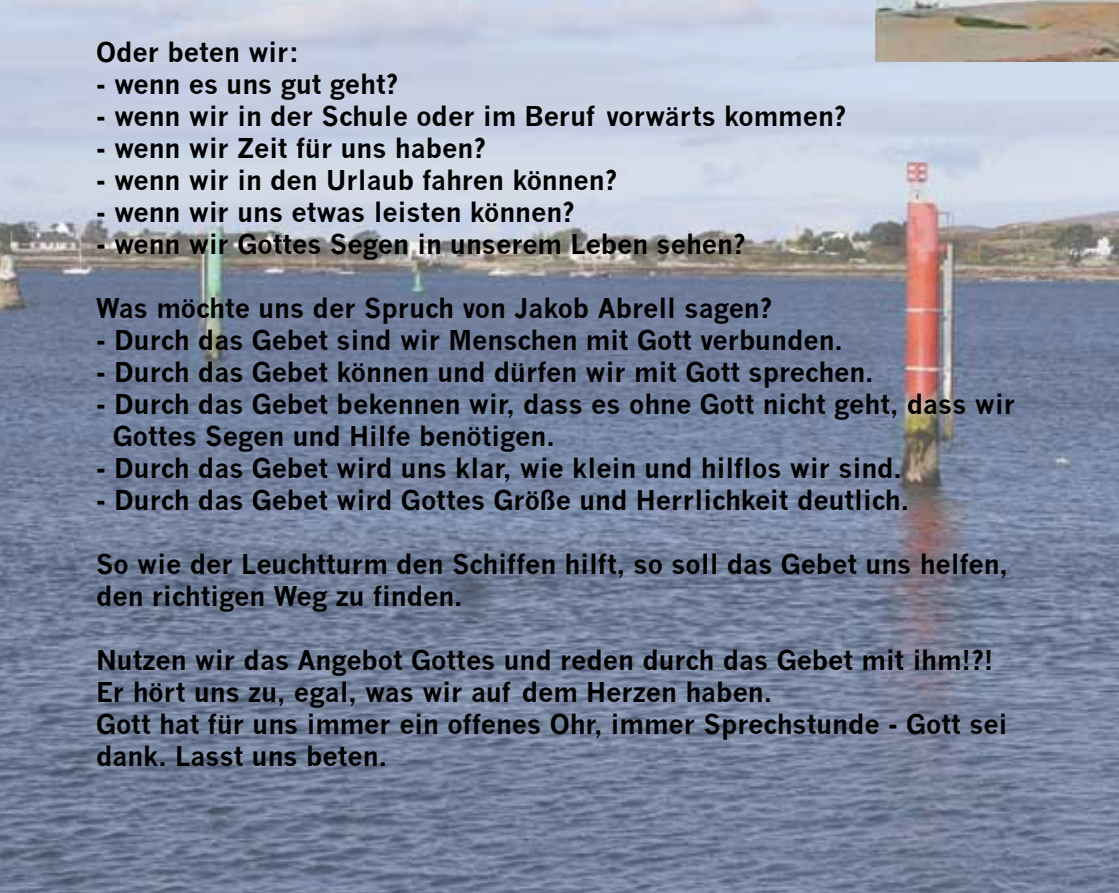 Oder beten wir:
- wenn es uns gut geht?
- wenn wir in der Schule oder im Beruf vorwärts kommen?
- wenn wir Zeit für uns haben?
- wenn wir in den Urlaub fahren können?
- wenn wir uns etwas leisten können?
- wenn wir Gottes Segen in unserem Leben sehen?
Was möchte uns der Spruch von Jakob Abrell sagen?
- Durch das Gebet sind wir Menschen mit Gott verbunden.
- Durch das Gebet können und dürfen wir mit Gott sprechen.
- Durch das Gebet bekennen wir, dass es ohne Gott nicht geht, dass wir
Gottes Segen und Hilfe benötigen.
- Durch das Gebet wird uns klar, wie klein und hilflos wir sind.
- Durch das Gebet wird Gottes Größe und Herrlichkeit deutlich.
So wie der Leuchtturm den Schiffen hilft, so soll das Gebet uns helfen,
den richtigen Weg zu finden.
Nutzen wir das Angebot Gottes und reden durch das Gebet mit ihm!?!
Er hört uns zu, egal, was wir auf dem Herzen haben.
Gott hat für uns immer ein offenes Ohr, immer Sprechstunde - Gott sei
dank. Lasst uns beten.